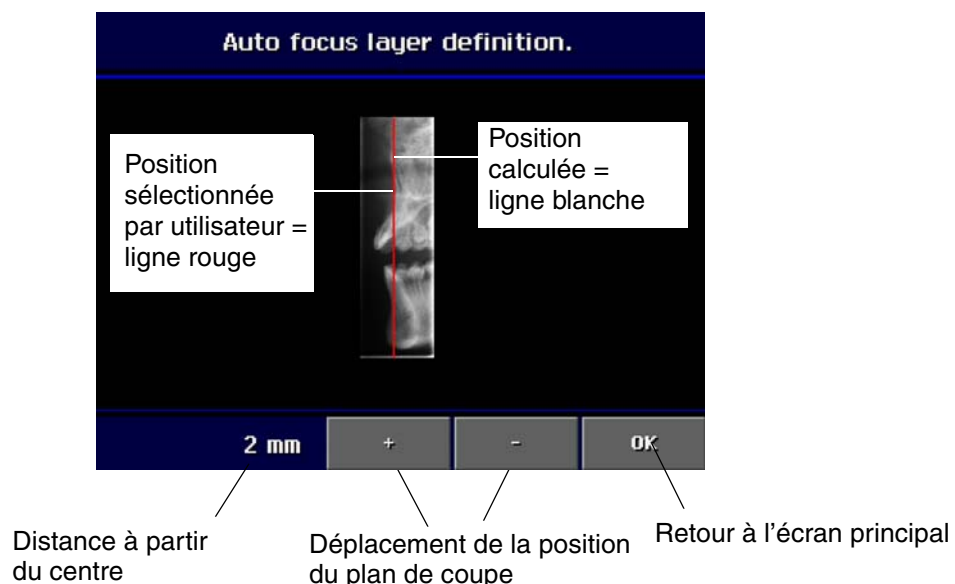 Auto focus layer definition.
Position
sélectionnée
par utilisateur =
ligne rouge
Position
calculée =
ligne blanche
2 mm
+
-
OK
Distance à partir
du centre
Déplacement de la position
du plan de coupe
Retour à l'écran principal